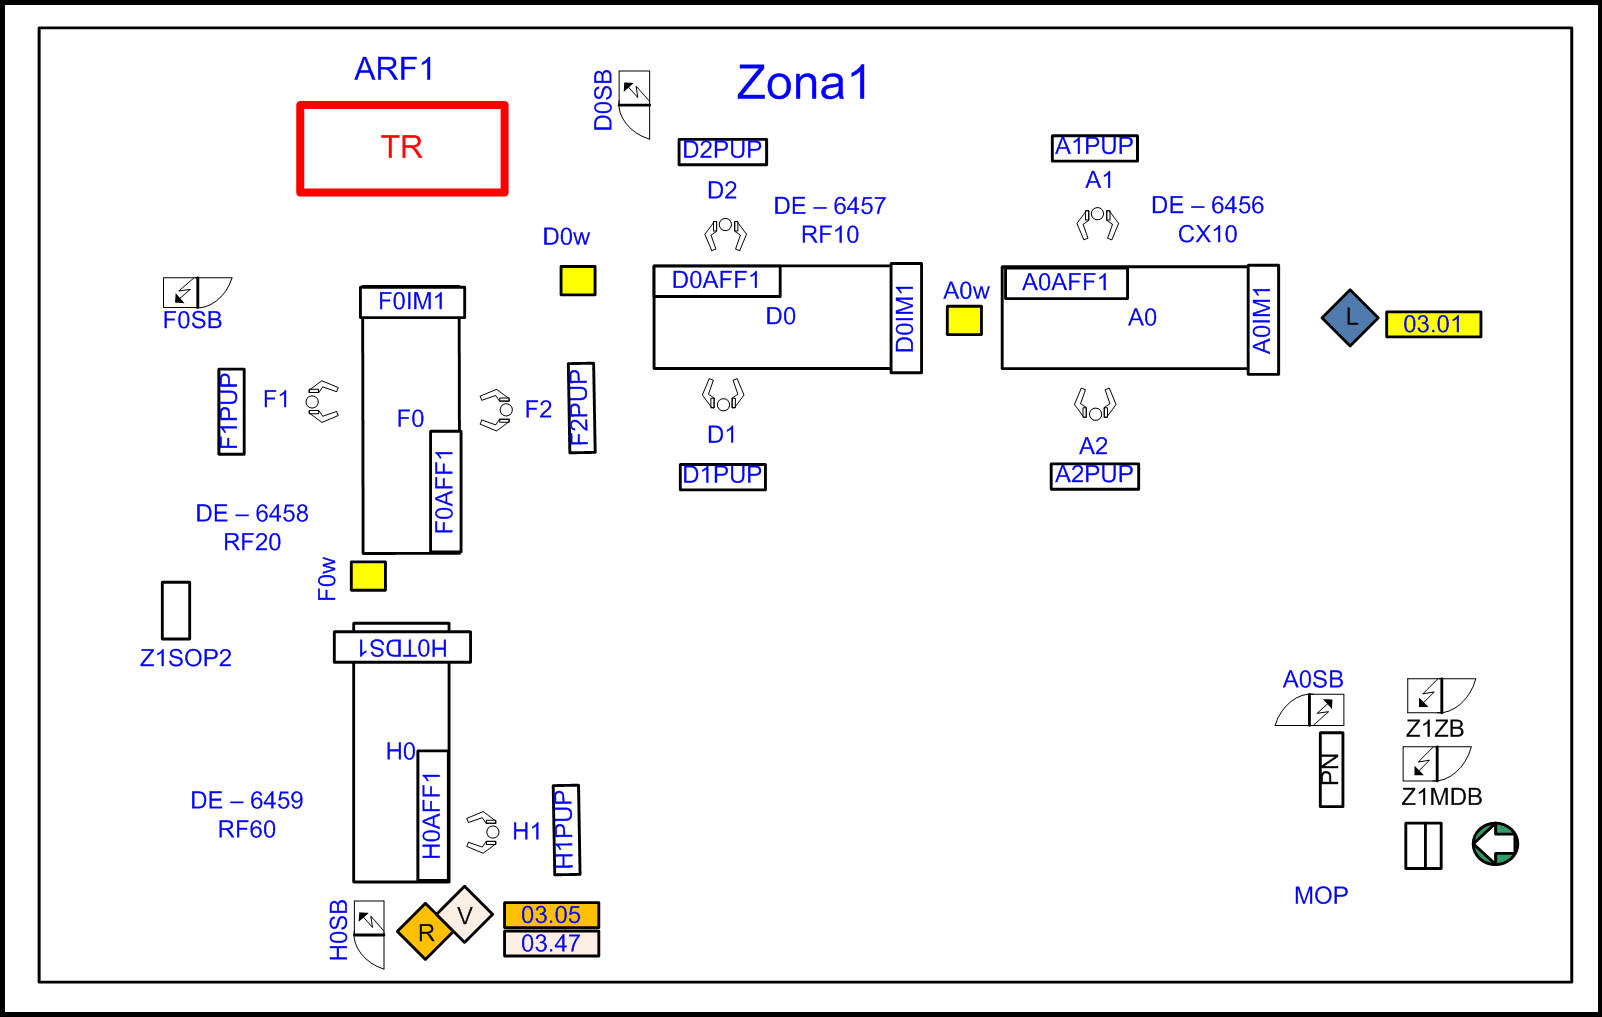 ARF1
TR
D0SB
Zona1
D2PUP
D2
DE – 6457
RF10
A1PUP
A1
DE – 6456
CX10
D0w
F0SB
F0IM1
D0AFF1
D0
D0IM1
A0w
A0AFF1
A0
A0IM1
L
03.01
F1PUP
F1
F0
F2
F2PUP
F0AFF1
D1
D1PUP
A2
A2PUP
DE – 6458
RF20
F0w
Z1SOP2
H0TDS1
H0
H0AFF1
DE – 6459
RF60
H1
H1PUP
H0SB
R
V
03.05
03.47
A0SB
PN
Z1ZB
Z1MDB
MOP